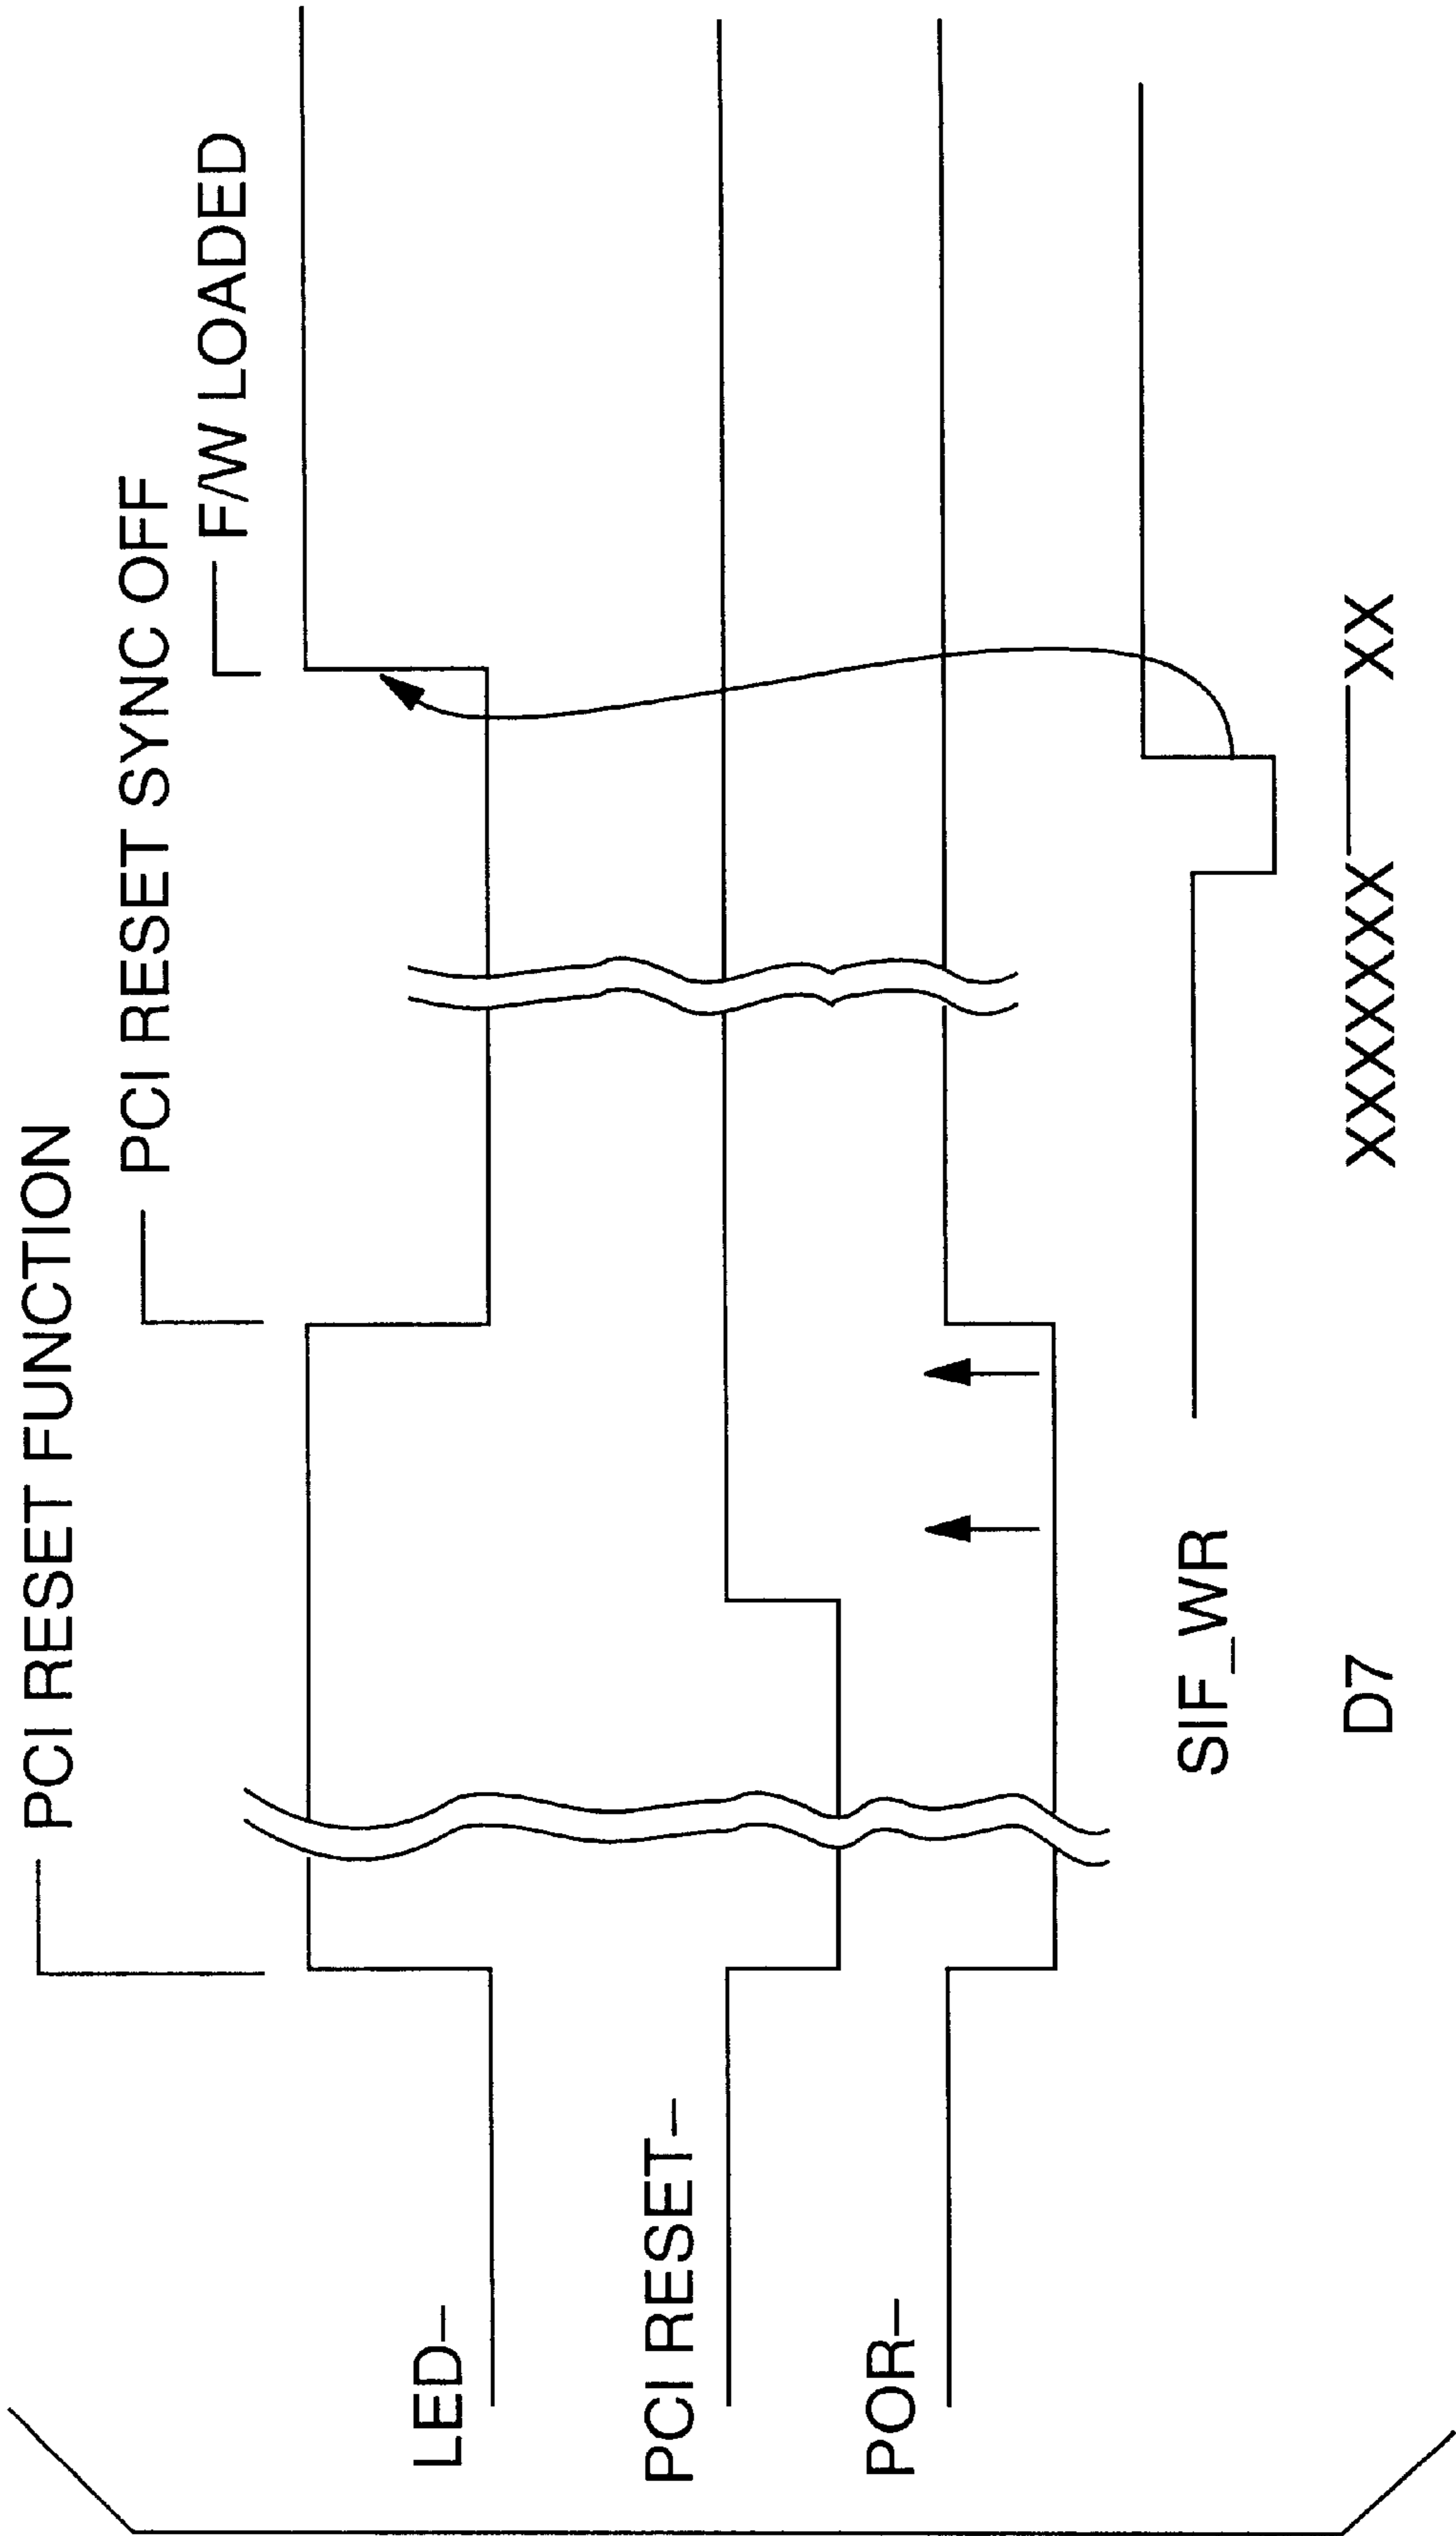 PCI RESET FUNCTION
PCI RESET SYNC OFF
F/W LOADED
LED–
PCI RESET–
POR–
SIF_WR
D7 XXXXXXX XX